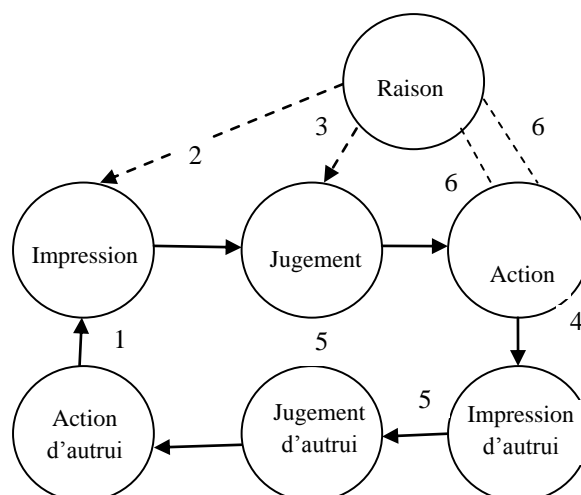 Raison
2
3
6
6
Impression
Jugement
Action
1
5
4
5
Action
d'autrui
Jugement
d'autrui
Impression
d'autrui